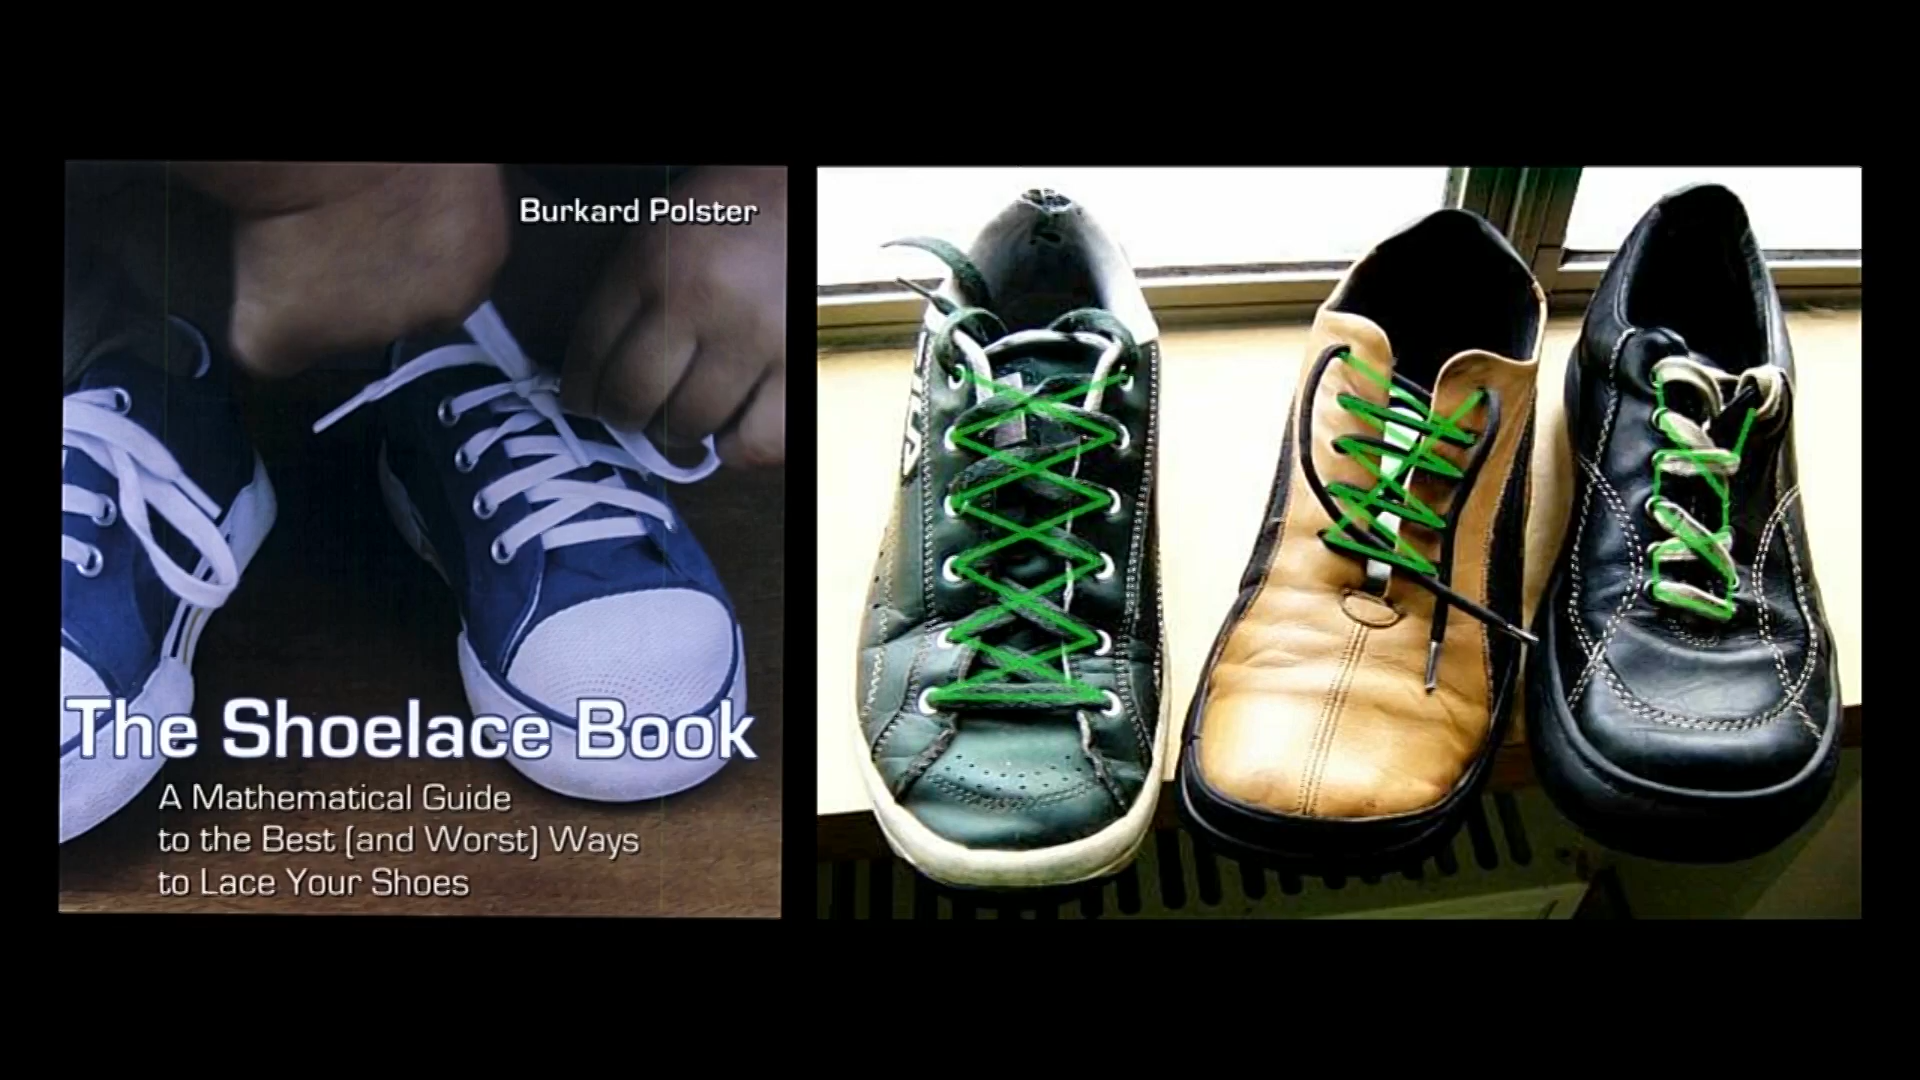 Burkard Polster
The Shoelace Book
A Mathematical Guide
to the Best (and Worst) Ways
to Lace Your Shoes